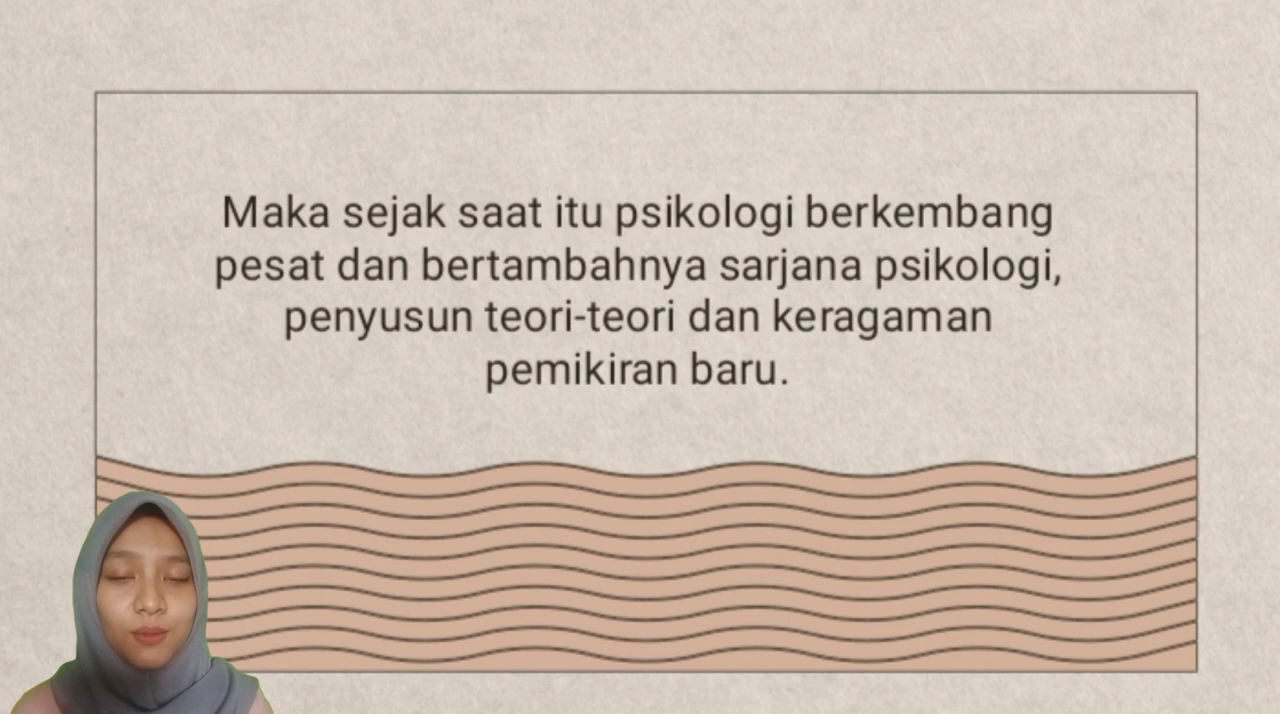 Maka sejak saat itu psikologi berkembang
pesat dan bertambahnya sarjana psikologi,
penyusun teori-teori dan keragaman
pemikiran baru.